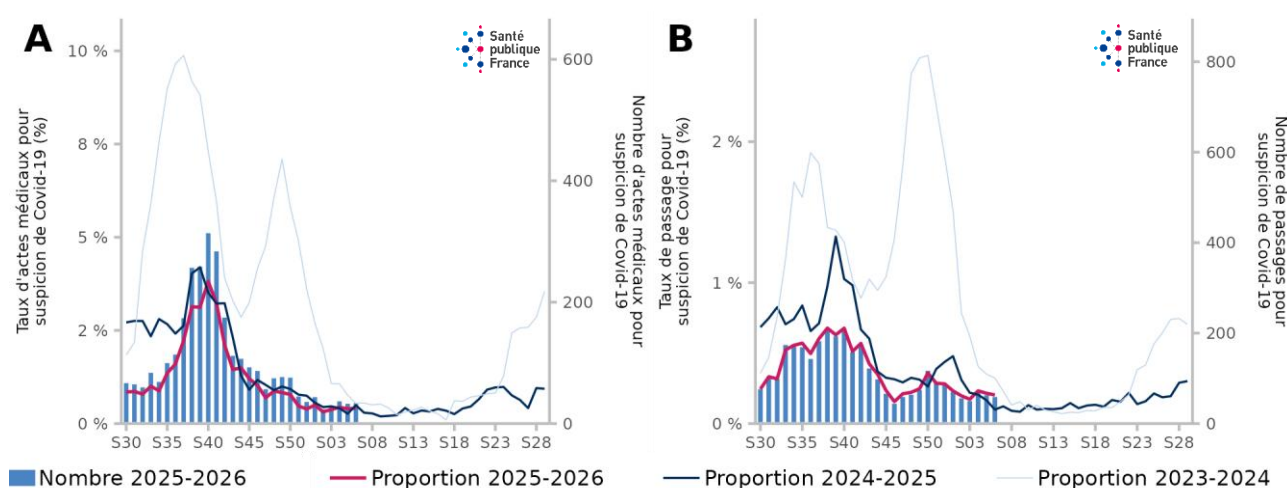 A
Santé
publique
France
10 %
8 %
5 %
2 %
0 %
Taux d'actes médicaux pour
suspicion de Covid-19 (%)
600
400
200
0
Nombre d'actes médicaux pour
suspicion de Covid-19
S30
S35
S40
S45
S50
S03
S08
S13
S18
S23
S28
B
Santé
publique
France
2 %
1 %
0 %
Taux de passage pour
suspicion de Covid-19 (%)
800
600
400
200
0
Nombre de passages pour
suspicion de Covid-19
S30
S35
S40
S45
S50
S03
S08
S13
S18
S23
S28
Nombre 2025-2026
Proportion 2025-2026
Proportion 2024-2025
Proportion 2023-2024